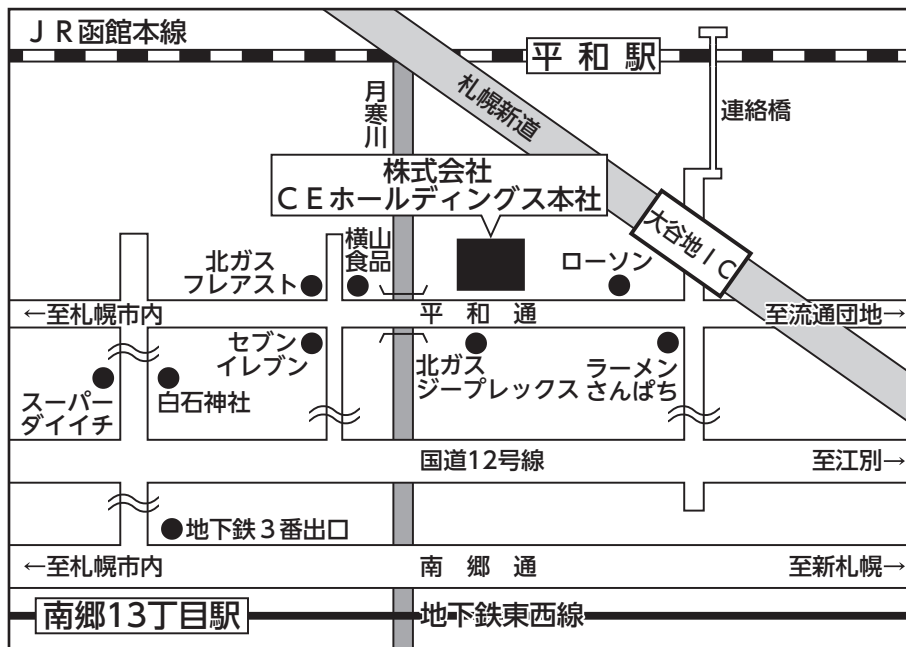 ＪＲ函館本線
平和駅
月寒川
札幌新道
連絡橋
株式会社
ＣＥホールディングス本社
大谷地ＩＣ
横山
食品
北ガス
フレアスト
ローソン
←至札幌市内
平和通
至流通団地→
セブン
イレブン
北ガス
ジープレックス
ラーメン
さんぱち
スーパー
ダイイチ
白石神社
国道12号線
至江別→
地下鉄３番出口
←至札幌市内
南郷通
至新札幌→
南郷13丁目駅
地下鉄東西線